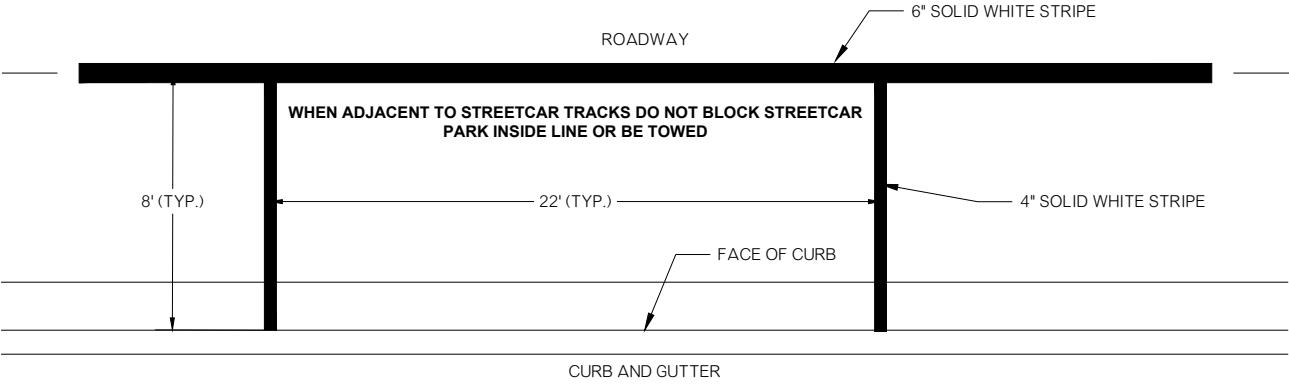 6" SOLID WHITE STRIPE
ROADWAY
WHEN ADJACENT TO STREETCAR TRACKS DO NOT BLOCK STREETCAR
PARK INSIDE LINE OR BE TOWED
8' (TYP.)
22' (TYP.)
4" SOLID WHITE STRIPE
FACE OF CURB
CURB AND GUTTER